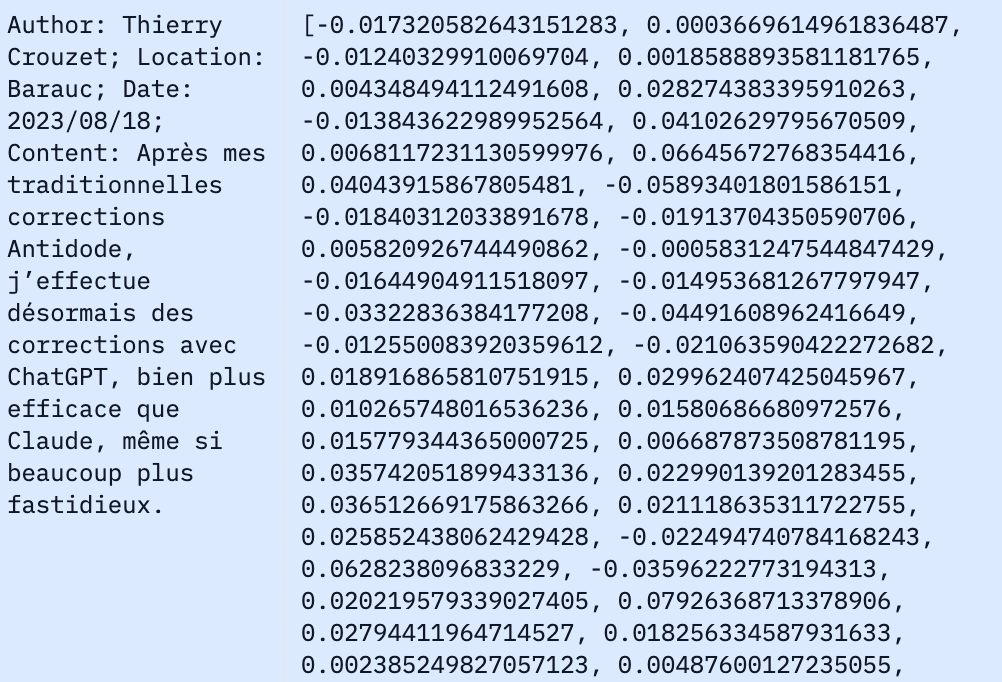 Author: Thierry
Crouzet; Location:
Barauc; Date:
2023/08/18;
Content: Après mes
traditionnelles
corrections
Antidode,
j’effectue
désormais des
corrections avec
ChatGPT, bien plus
efficace que
Claude, même si
beaucoup plus
fastidieux.
[-0.017320582643151283, 0.0003669614961836487,
-0.01240329910069704, 0.0018588893581181765,
0.004348494112491608, 0.028274383395910263,
-0.013843622989952564, 0.04102629795670509,
0.0068117231130599976, 0.06645672768354416,
0.04043915867805481, -0.05893401801586151,
-0.01840312033891678, -0.01913704350590706,
0.005820926744490862, -0.0005831247544847429,
-0.01644904911518097, -0.014953681267797947,
-0.03322836384177208, -0.04491608962416649,
-0.012550083920359612, -0.021063590422272682,
0.018916865810751915, 0.029962407425045967,
0.010265748016536236, 0.01580686680972576,
0.015779344365000725, 0.006687873508781195,
0.035742051899433136, 0.022990139201283455,
0.036512669175863266, 0.021118635311722755,
0.025852438062429428, -0.022494740784168243,
0.0628238096833229, -0.03596222773194313,
0.020219579339027405, 0.07926368713378906,
0.02794411964714527, 0.018256334587931633,
0.002385249827057123, 0.00487600127235055,